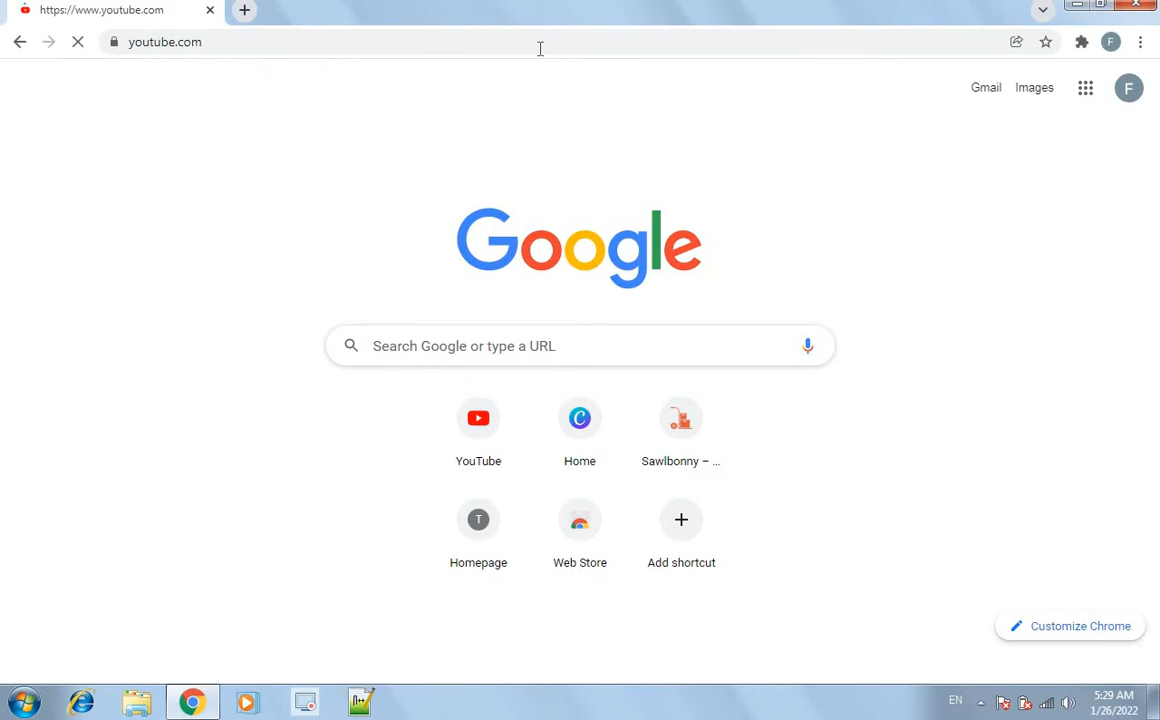 https://www.youtube.com
youtube.com
F
Gmail
Images
F
Google
Search Google or type a URL
YouTube
Home
Sawlbonny – ...
T
Homepage
Web Store
Add shortcut
Customize Chrome
EN
5:29 AM
1/26/2022